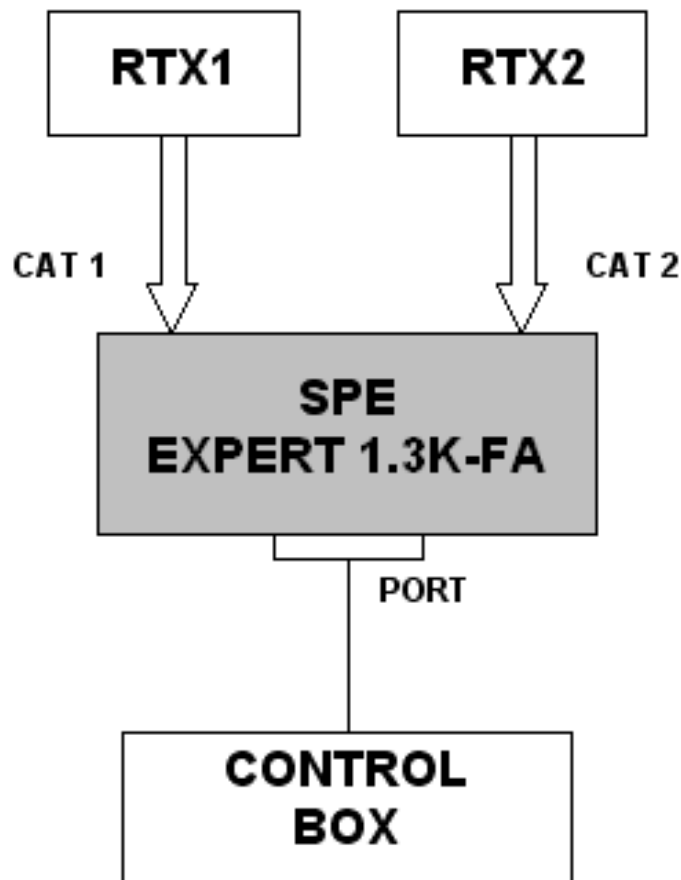 RTX1
RTX2
CAT 1
CAT 2
SPE
EXPERT 1.3K-FA
PORT
CONTROL
BOX